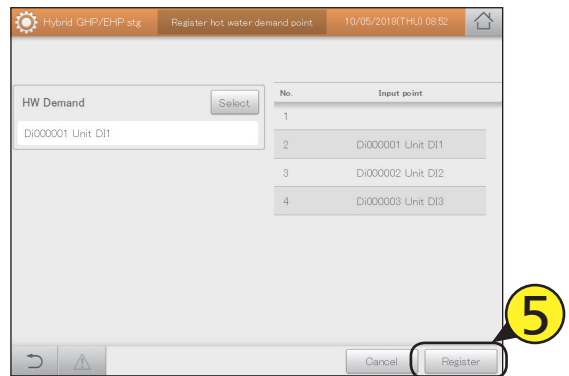 Hybrid GHP/EHP stg Register hot water demand point 10/05/2018(THU) 08:52
HW Demand Select
Di000001 Unit DI1
No. Input point
1
2 Di000001 Unit DI1
3 Di000002 Unit DI2
4 Di000003 Unit DI3
5
Cancel Register